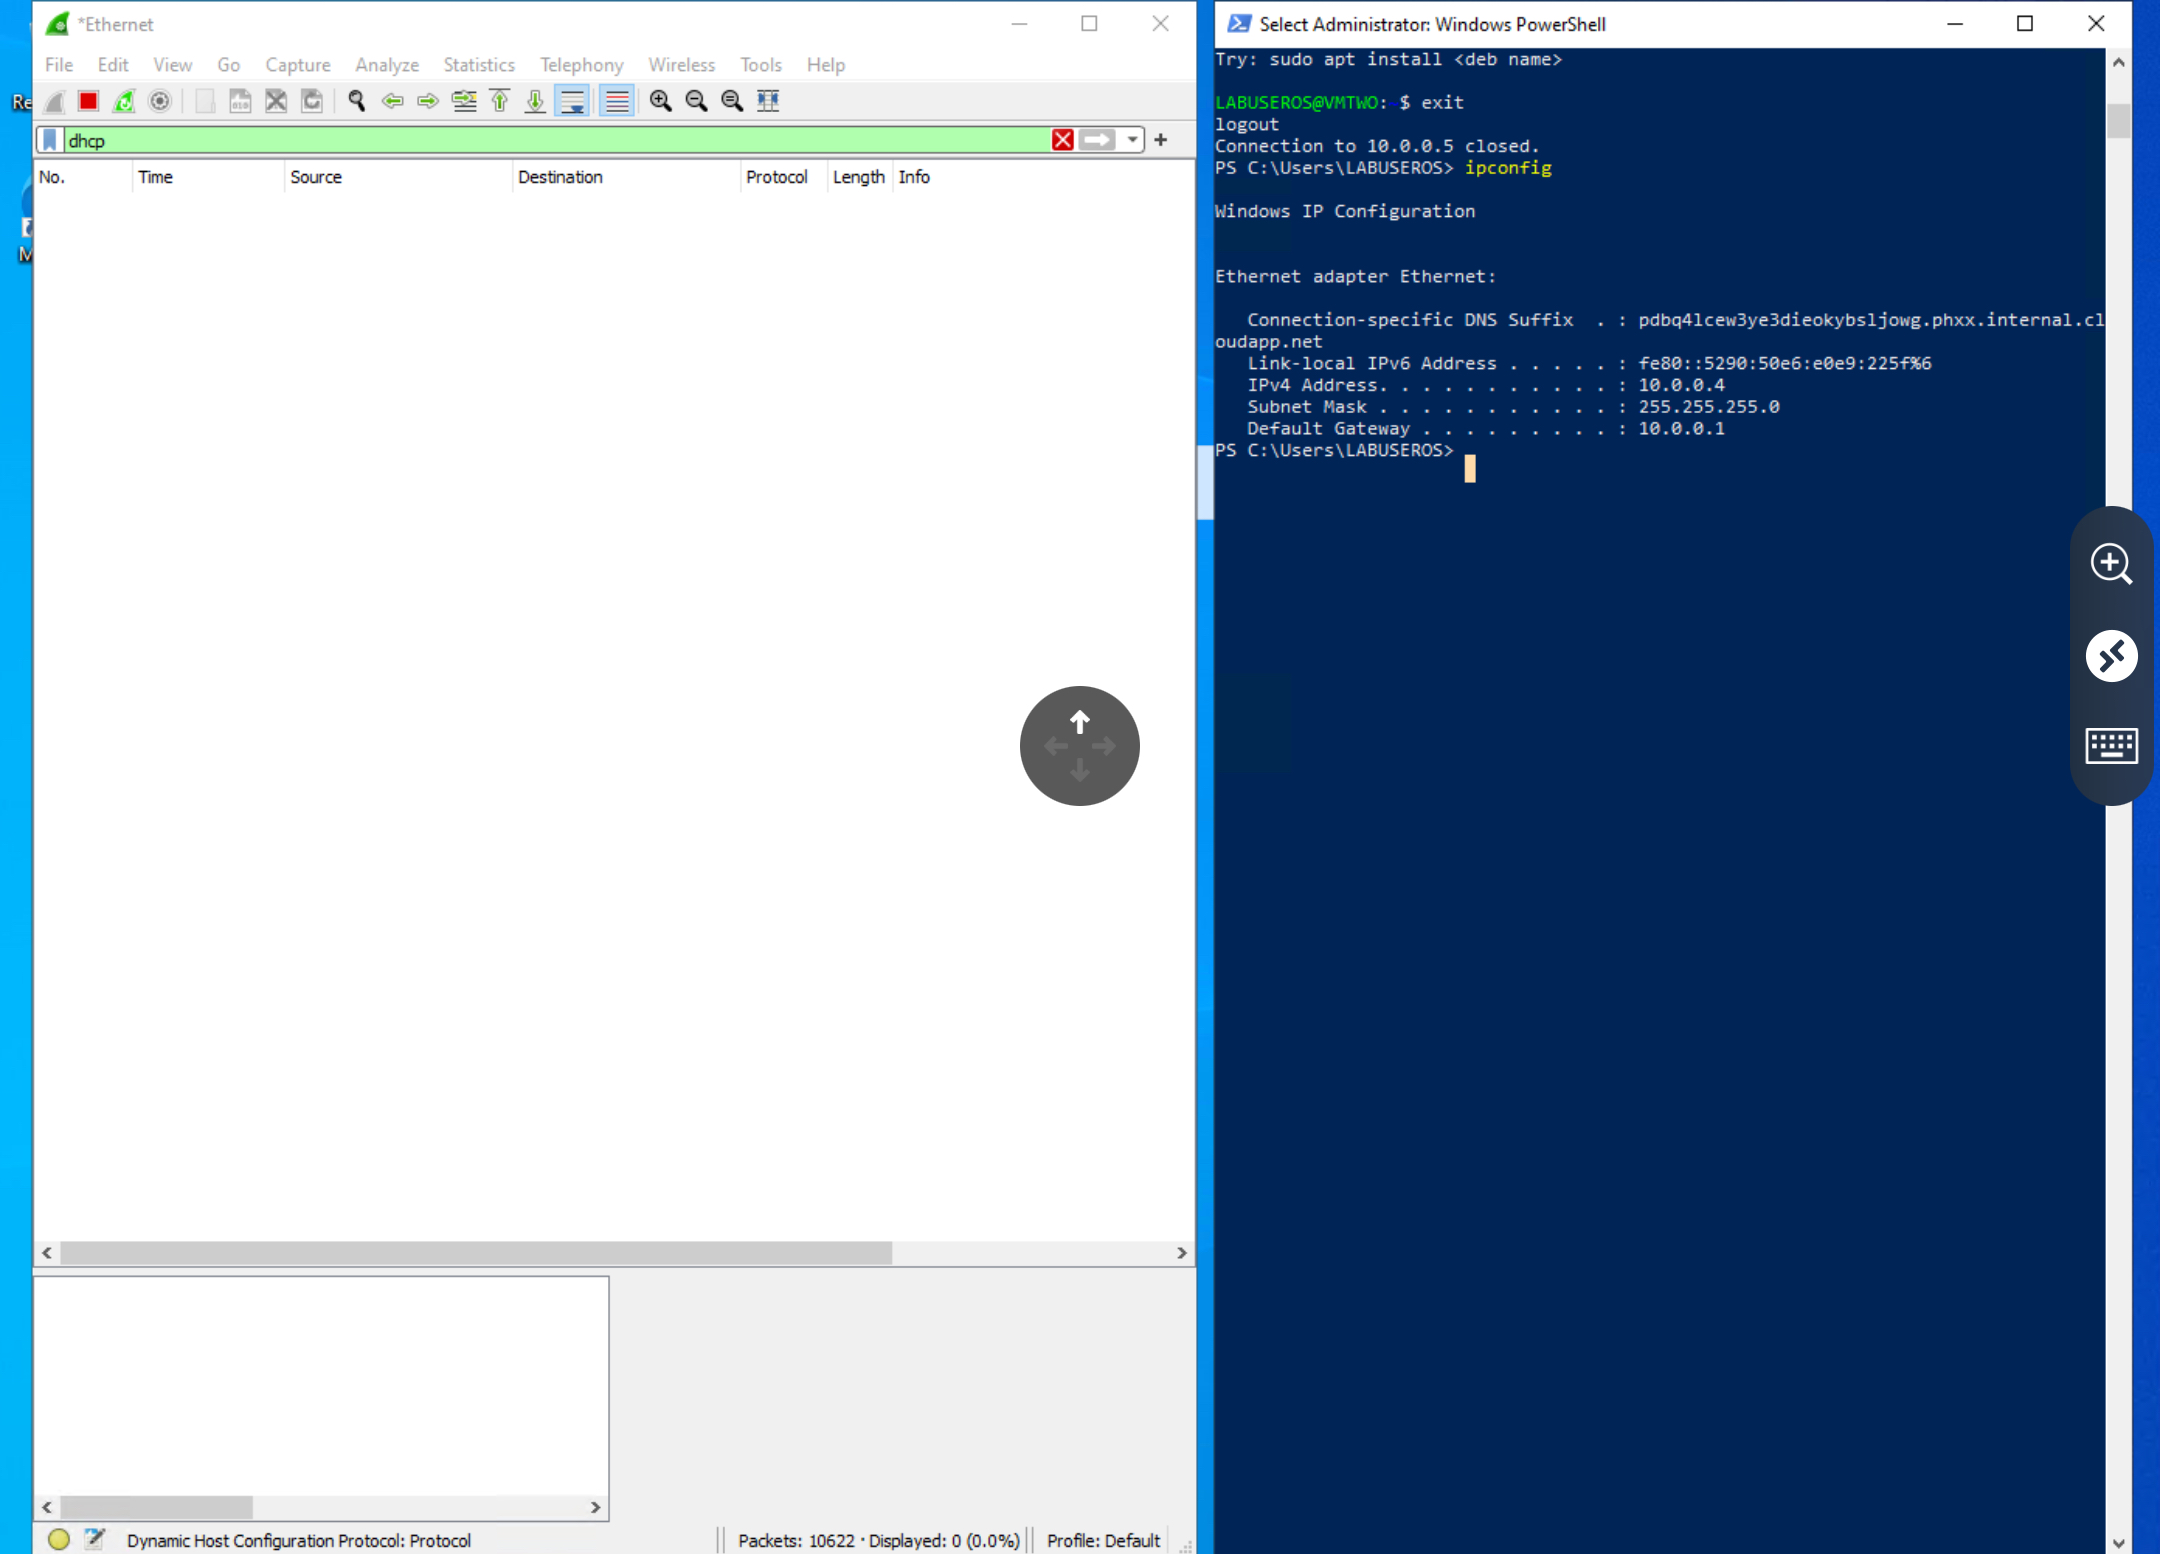 *Ethernet
File Edit View Go Capture Analyze Statistics Telephony Wireless Tools Help
Re
dhcp
No. Time Source Destination Protocol Length Info
M
Dynamic Host Configuration Protocol: Protocol
Packets: 10622 · Displayed: 0 (0.0%)
Profile: Default
Select Administrator: Windows PowerShell
Try: sudo apt install <deb name>
LABUSEROS@VMTWO:~$ exit
logout
Connection to 10.0.0.5 closed.
PS C:\Users\LABUSEROS> ipconfig
Windows IP Configuration
Ethernet adapter Ethernet:
Connection-specific DNS Suffix . : pdbq4lcew3ye3dieokybsljowg.phxx.internal.cl
oudapp.net
Link-local IPv6 Address . . . . . : fe80::5290:50e6:e0e9:225f%6
IPv4 Address. . . . . . . . . . . : 10.0.0.4
Subnet Mask . . . . . . . . . . . : 255.255.255.0
Default Gateway . . . . . . . . . : 10.0.0.1
PS C:\Users\LABUSEROS>